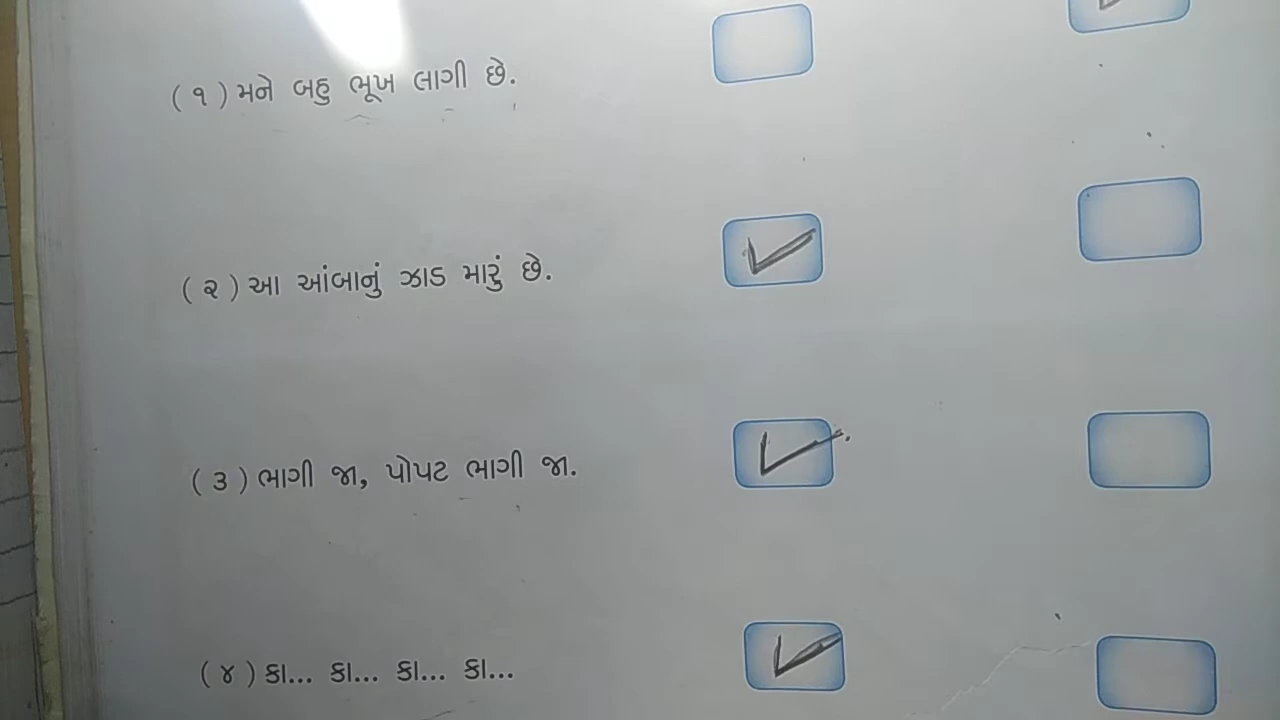 (૧) મને બહુ ભૂખ લાગી છે.
(૨) આ આંબાનું ઝાડ મારું છે.
(૩) ભાગી જા, પોપટ ભાગી જા.
(૪) કા... કા... કા... કા...